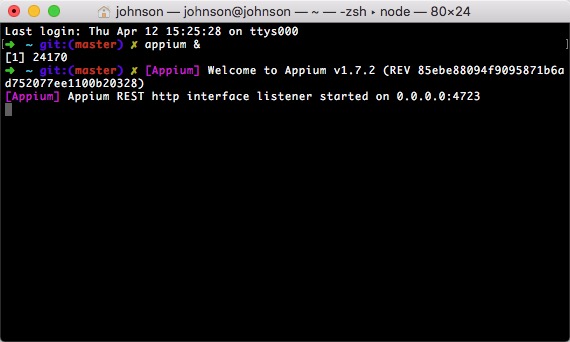 johnson — johnson@johnson — ~ — -zsh ▸ node — 80×24
Last login: Thu Apr 12 15:25:28 on ttys000
[➜  ~ git:(master) ✗ appium &                                                  ]
[1] 24170
➜  ~ git:(master) ✗ [Appium] Welcome to Appium v1.7.2 (REV 85ebe88094f9095871b6a
d752077ee1100b20328)
[Appium] Appium REST http interface listener started on 0.0.0.0:4723